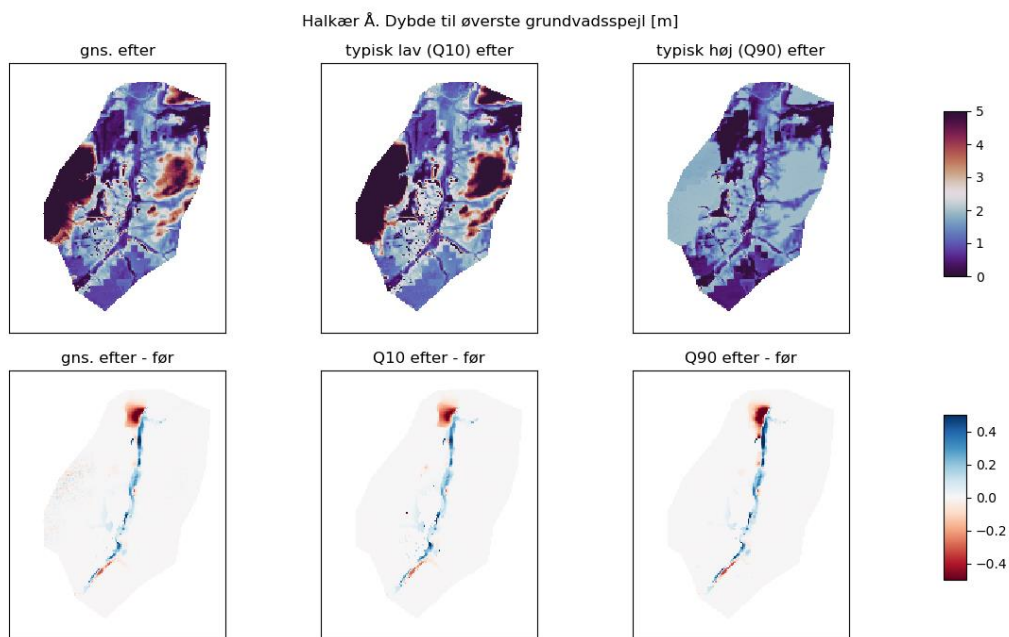 Halkær Å. Dybde til øverste grundvadsspejl [m]
gns. efter
typisk lav (Q10) efter
typisk høj (Q90) efter
5
4
3
2
1
0
gns. efter - før
Q10 efter - før
Q90 efter - før
0.4
0.2
0.0
−0.2
−0.4